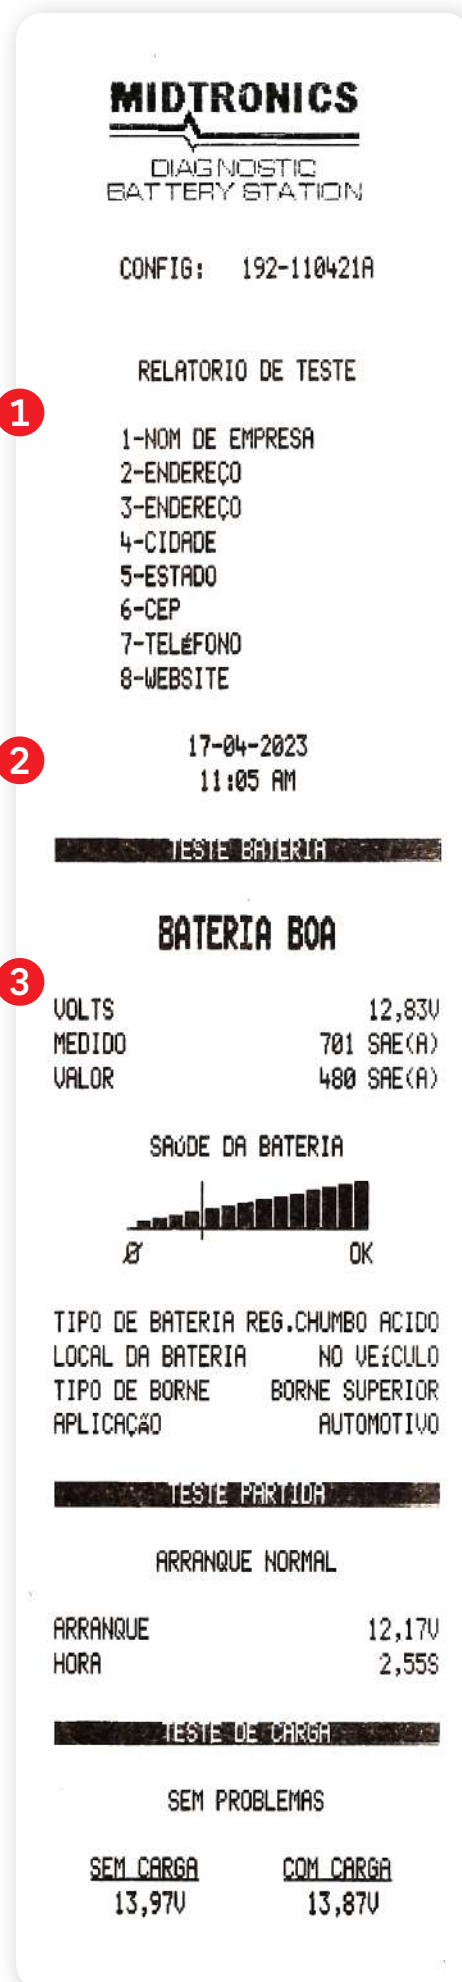 MIDTRONICS
DIAGNOSTIC
BATTERY STATION
CONFIG: 192-110421A
RELATORIO DE TESTE
1
1-NOM DE EMPRESA
2-ENDEREÇO
3-ENDEREÇO
4-CIDADE
5-ESTADO
6-CEP
7-TELÉFONO
8-WEBSITE
2
17-04-2023
11:05 AM
TESTE BATERIA
BATERIA BOA
3
VOLTS 12,83V
MEDIDO 701 SAE(A)
VALOR 480 SAE(A)
SAÚDE DA BATERIA
Ø OK
TIPO DE BATERIA REG.CHUMBO ACIDO
LOCAL DA BATERIA NO VEÍCULO
TIPO DE BORNE BORNE SUPERIOR
APLICAÇÃO AUTOMOTIVO
TESTE PARTIDA
ARRANQUE NORMAL
ARRANQUE 12,17V
HORA 2,55S
TESTE DE CARGA
SEM PROBLEMAS
SEM CARGA COM CARGA
13,97V 13,87V